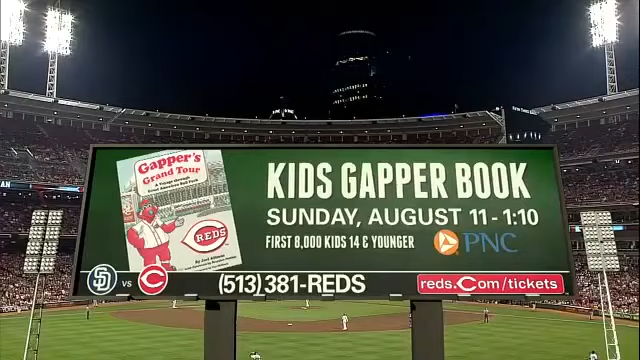 Gapper's
Grand Tour
KIDS GAPPER BOOK
SUNDAY, AUGUST 11 - 1:10
FIRST 8,000 KIDS 14 & YOUNGER
PNC
REDS
SD
VS
(513) 381-REDS
reds.com/tickets